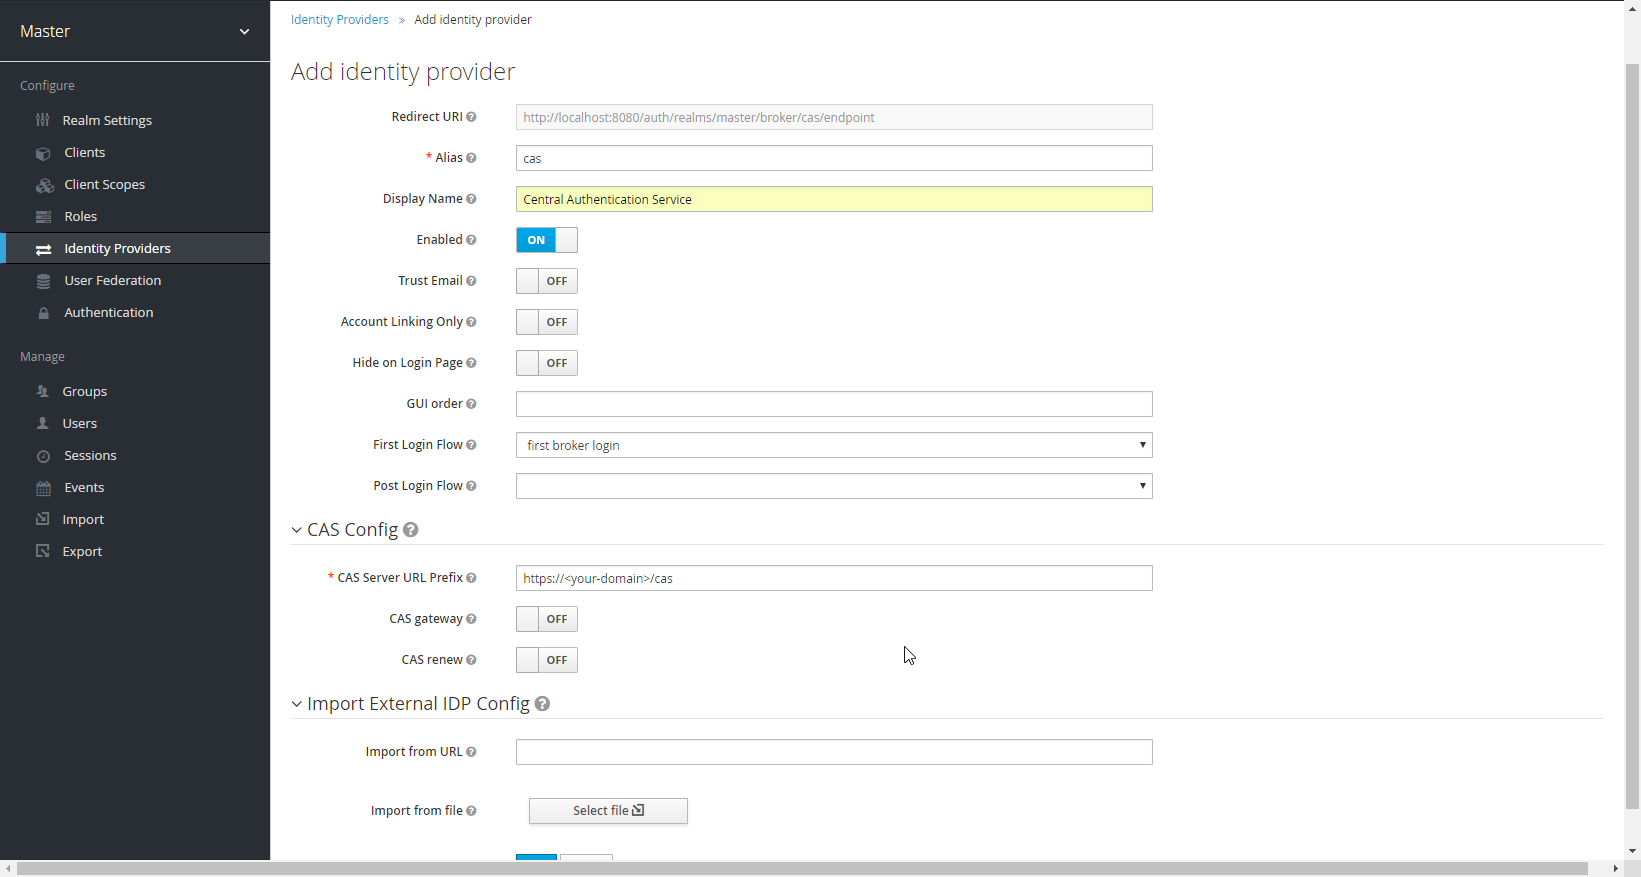 Master
Configure
Realm Settings
Clients
Client Scopes
Roles
Identity Providers
User Federation
Authentication
Manage
Groups
Users
Sessions
Events
Import
Export
Identity Providers » Add identity provider
Add identity provider
Redirect URI http://localhost:8080/auth/realms/master/broker/cas/endpoint
* Alias cas
Display Name Central Authentication Service
Enabled ON
Trust Email OFF
Account Linking Only OFF
Hide on Login Page OFF
GUI order
First Login Flow first broker login
Post Login Flow
CAS Config
* CAS Server URL Prefix https://<your-domain>/cas
CAS gateway OFF
CAS renew OFF
Import External IDP Config
Import from URL
Import from file Select file